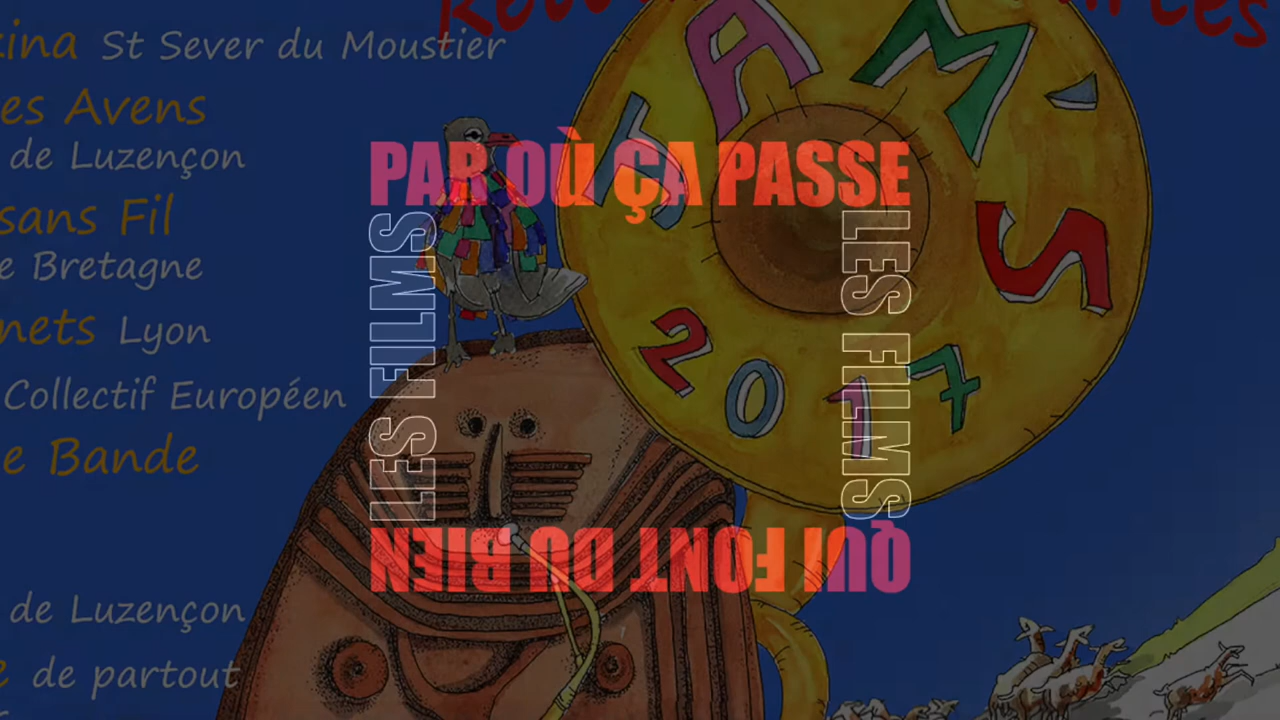 St Sever du Moustier
es Avens
de Luzençon
sans Fil
e Bretagne
nets Lyon
Collectif Européen
e Bande
de Luzençon
de partout
TAM'S
2017
PAR OÙ ÇA PASSE
LES FILMS
LES FILMS
QUI FONT DU BIEN